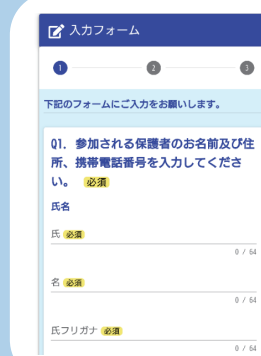 入力フォーム
1 2 3
下記のフォームにご入力をお願いします。
Q1. 参加される保護者のお名前及び住
所、携帯電話番号を入力してくださ
い。 必須
氏名
氏 必須
0 / 64
名 必須
0 / 64
氏フリガナ 必須
0 / 64